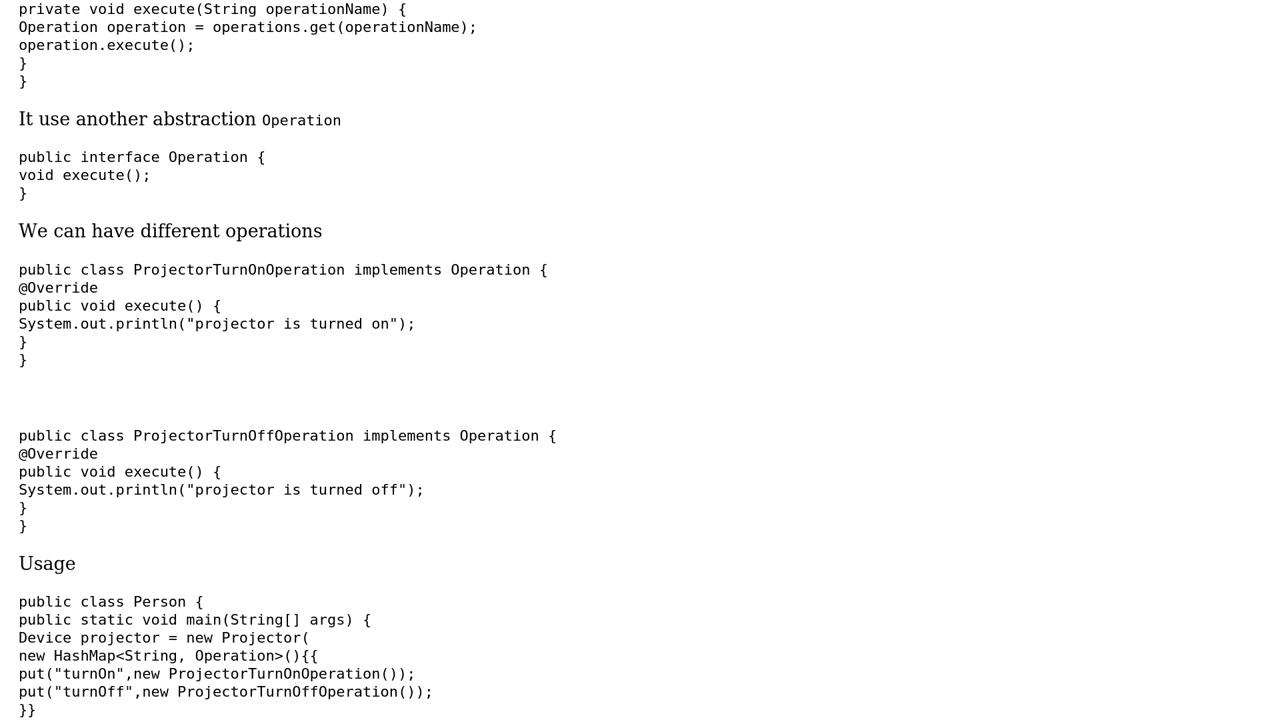 private void execute(String operationName) {
Operation operation = operations.get(operationName);
operation.execute();
}
}
It use another abstraction Operation
public interface Operation {
void execute();
}
We can have different operations
public class ProjectorTurnOnOperation implements Operation {
@Override
public void execute() {
System.out.println("projector is turned on");
}
}
public class ProjectorTurnOffOperation implements Operation {
@Override
public void execute() {
System.out.println("projector is turned off");
}
}
Usage
public class Person {
public static void main(String[] args) {
Device projector = new Projector(
new HashMap<String, Operation>(){{
put("turnOn",new ProjectorTurnOnOperation());
put("turnOff",new ProjectorTurnOffOperation());
}}